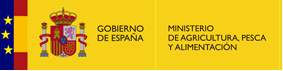 GOBIERNO
DE ESPAÑA
MINISTERIO
DE AGRICULTURA, PESCA
Y ALIMENTACIÓN